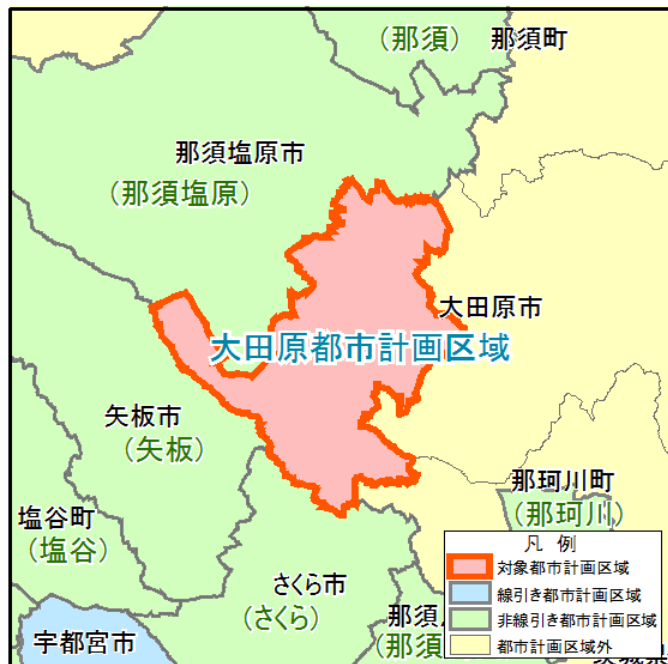 (那須)
那須町
那須塩原市
(那須塩原)
大田原市
大田原都市計画区域
矢板市
(矢板)
那珂川町
(那珂川)
塩谷町
(塩谷)
さくら市
(さくら)
宇都宮市
那須
(那須
凡 例
対象都市計画区域
線引き都市計画区域
非線引き都市計画区域
都市計画区域外